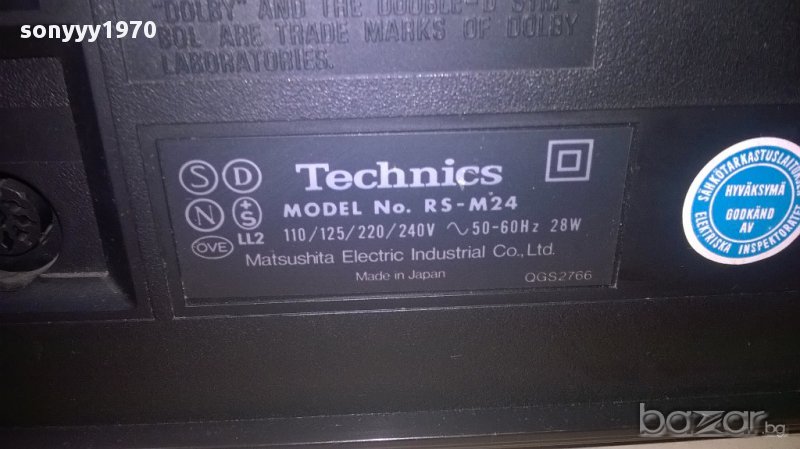 sonyyy1970
"DOLBY" AND THE DOUBLE-D SYM-
BOL ARE TRADE MARKS OF DOLBY
LABORATORIES.
S D
N +S
OVE LL2
Technics
MODEL No. RS-M24
110/125/220/240V ~ 50-60Hz 28W
Matsushita Electric Industrial Co., Ltd.
Made in Japan
QGS2766
SÄHKÖTARKASTUSLAITOKSEN
HYVÄKSYMÄ
GODKÄND
AV
ELEKTRISKA INSPEKTORATET
bazar.bg